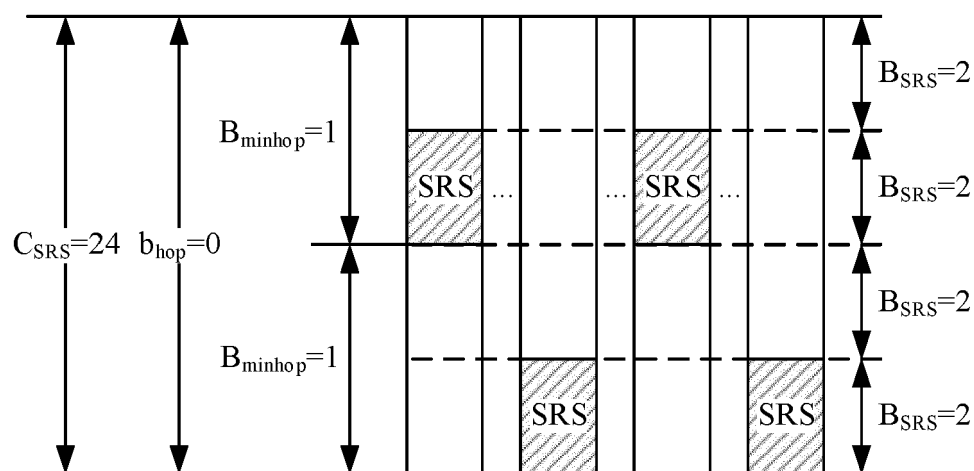 B_SRS=2
B_minhop=1
SRS ... ... SRS ...
B_SRS=2
C_SRS=24 b_hop=0
B_SRS=2
B_minhop=1
SRS SRS
B_SRS=2